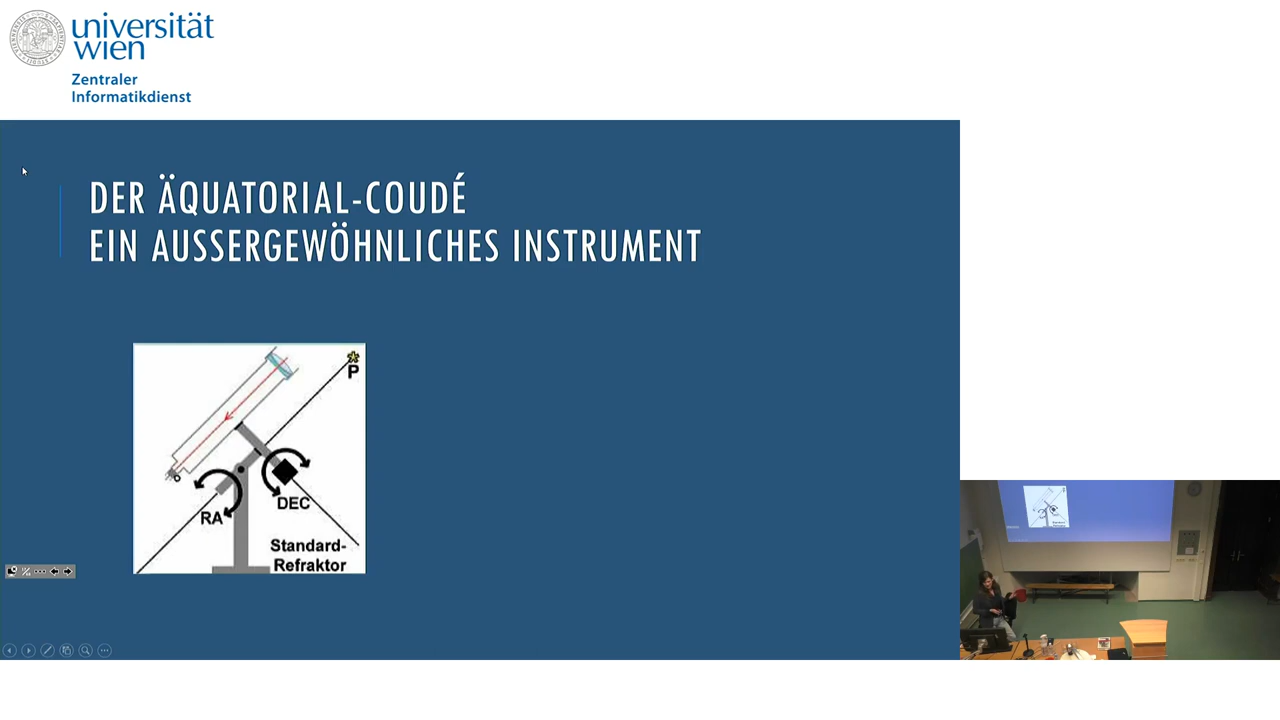 universität
wien
Zentraler
Informatikdienst
DER ÄQUATORIAL-COUDÉ
EIN AUSSERGEWÖHNLICHES INSTRUMENT
P
DEC
RA
Standard-
Refraktor